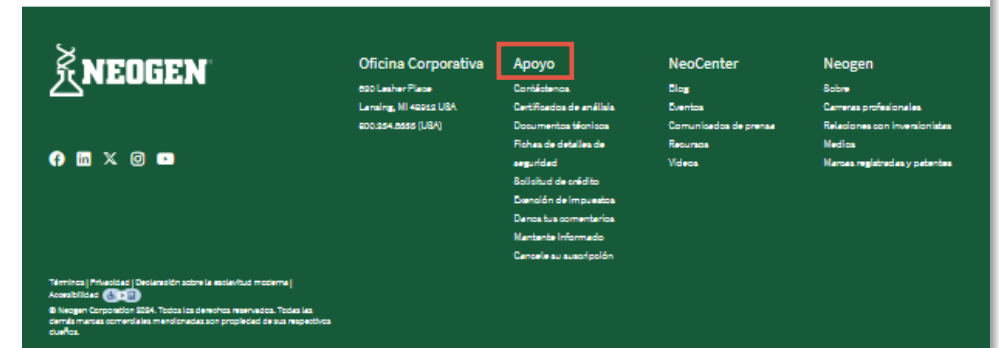 NEOGEN
Oficina Corporativa
620 Lesher Place
Lansing, MI 48912 USA
800.234.5333 (USA)
Apoyo
Contáctenos
Certificados de análisis
Documentos técnicos
Fichas de detalles de
seguridad
Solicitud de crédito
Exención de impuestos
Danos tus comentarios
Mantente Informado
Cancele su suscripción
NeoCenter
Blog
Eventos
Comunicados de prensa
Recursos
Videos
Neogen
Sobre
Carreras profesionales
Relaciones con inversionistas
Medios
Marcas registradas y patentes
Términos | Privacidad | Declaración sobre la esclavitud moderna |
Accesibilidad
© Neogen Corporation 2024. Todos los derechos reservados. Todas las
demás marcas comerciales mencionadas son propiedad de sus respectivos
dueños.